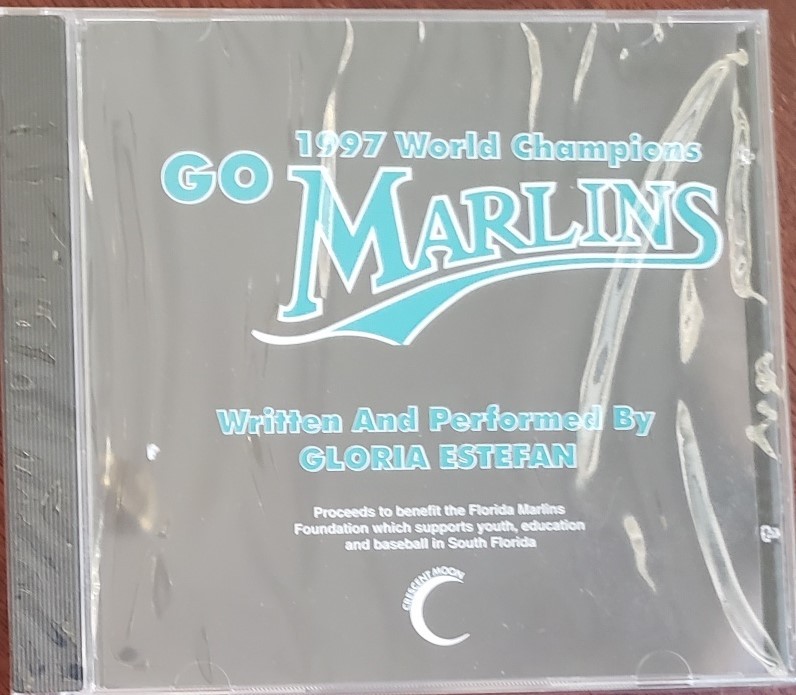 1997 World Champions
GO MARLINS
Written And Performed By
GLORIA ESTEFAN
Proceeds to benefit the Florida Marlins
Foundation which supports youth, education
and baseball in South Florida
CRESCENT MOON